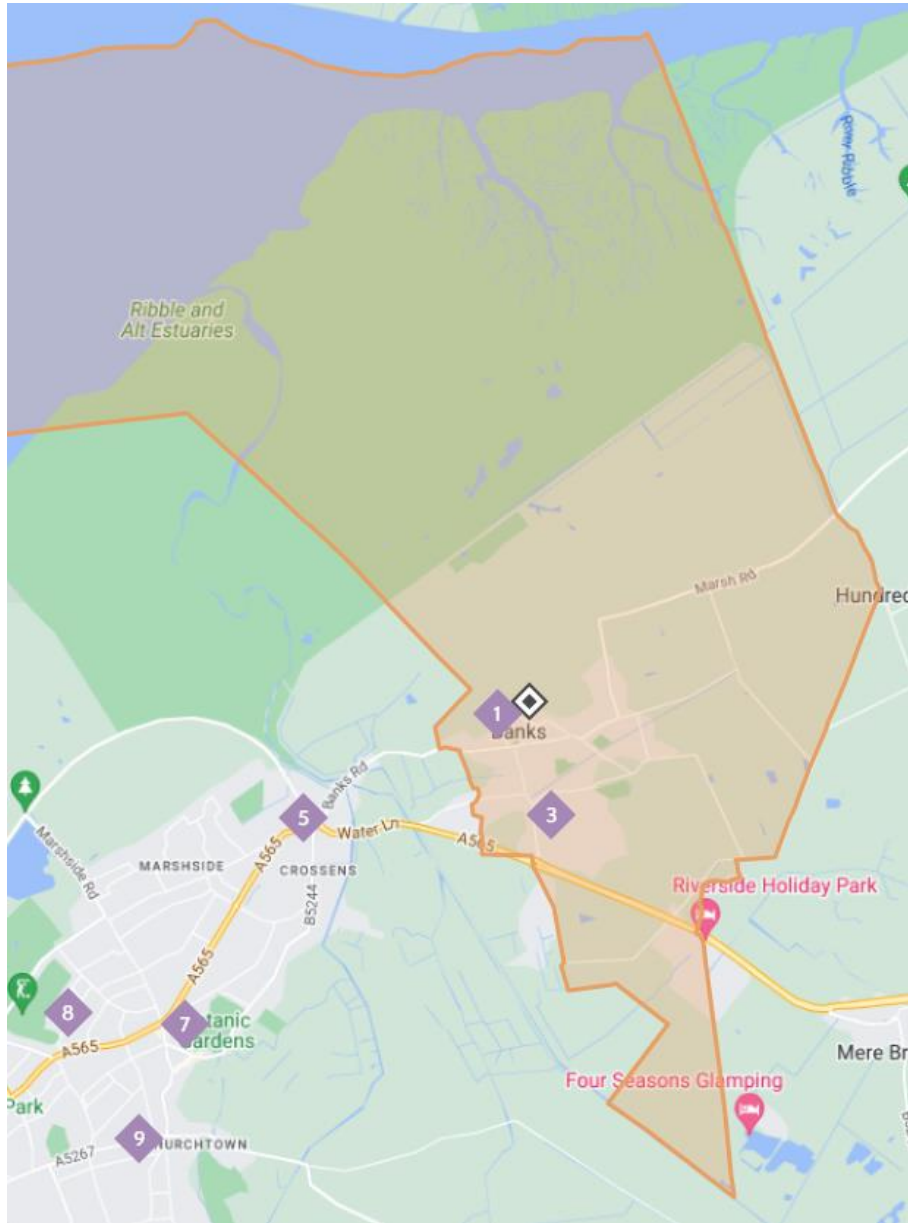 River Ribble
Ribble and
Alt Estuaries
Marsh Rd
Hundred
1
Banks
3
5
Banks Rd
Water Ln
A565
MARSHSIDE
CROSSENS
A565
Marshside Rd
B5244
Riverside Holiday Park
A565
8
7
Botanic
Gardens
A565
Mere Br
Four Seasons Glamping
Park
9
CHURCHTOWN
A5267